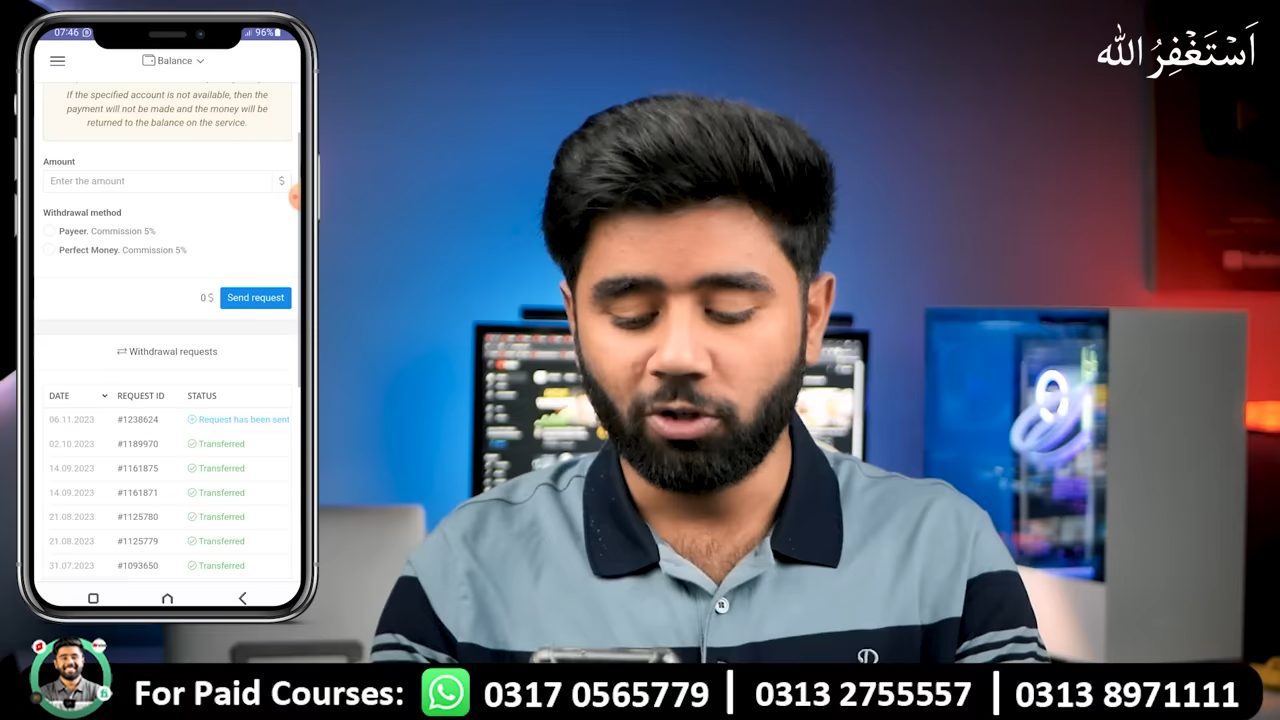 07:46
96%
Balance
If the specified account is not available, then the
payment will not be made and the money will be
returned to the balance on the service.
Amount
Enter the amount $
Withdrawal method
Payeer. Commission 5%
Perfect Money. Commission 5%
0 $ Send request
Withdrawal requests
DATE REQUEST ID STATUS
06.11.2023 #1238624 Request has been sent
02.10.2023 #1189970 Transferred
14.09.2023 #1161875 Transferred
14.09.2023 #1161871 Transferred
21.08.2023 #1125780 Transferred
21.08.2023 #1125779 Transferred
31.07.2023 #1093650 Transferred
اَسْتَغْفِرُ اللّٰه
For Paid Courses: 0317 0565779 | 0313 2755557 | 0313 8971111